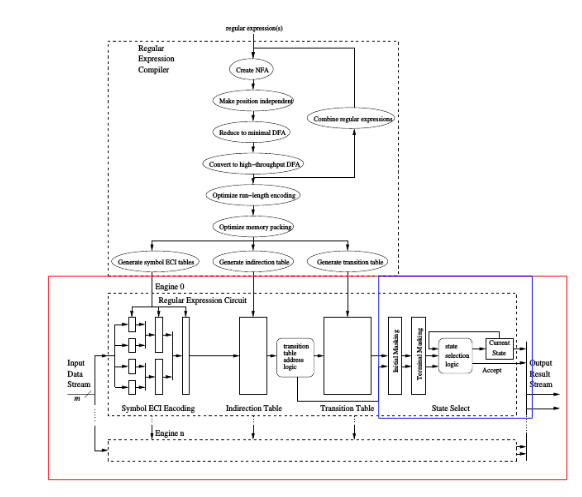 regular expression(s)
Regular
Expression
Compiler
Create NFA
Make position independent
Combine regular expressions
Reduce to minimal DFA
Convert to high-throughput DFA
Optimize run-length encoding
Optimize memory packing
Generate symbol ECI tables
Generate indirection table
Generate transition table
Engine 0
Regular Expression Circuit
Input
Data
Stream
m
transition
table
address
logic
Initial Masking
Terminal Masking
state
selection
logic
Current
State
Accept
Output
Result
Stream
Symbol ECI Encoding
Indirection Table
Transition Table
State Select
Engine n